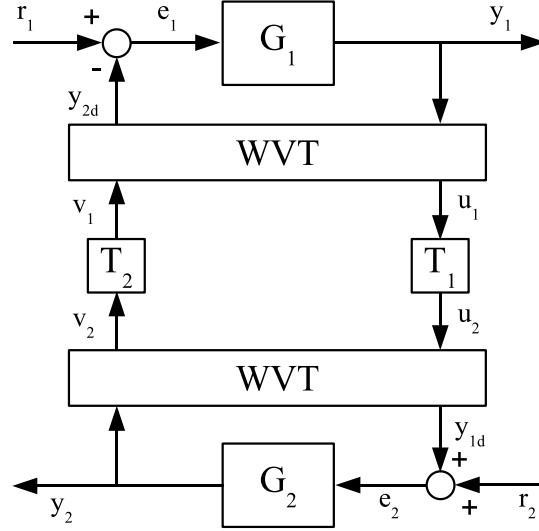 r₁ + e₁ G₁ y₁
-
y₂d
WVT
v₁ u₁
T₂ T₁
v₂ u₂
WVT
y₁d
+
y₂ G₂ e₂ + r₂